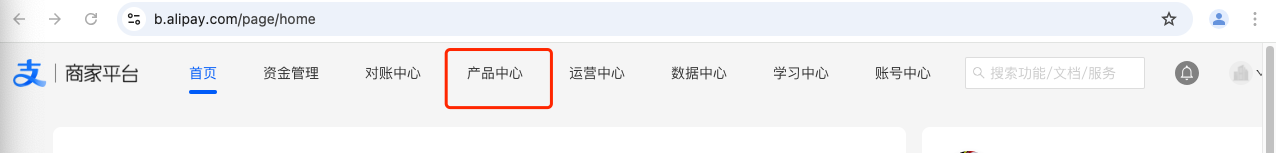 b.alipay.com/page/home
支 商家平台 首页 资金管理 对账中心 产品中心 运营中心 数据中心 学习中心 账号中心 搜索功能/文档/服务